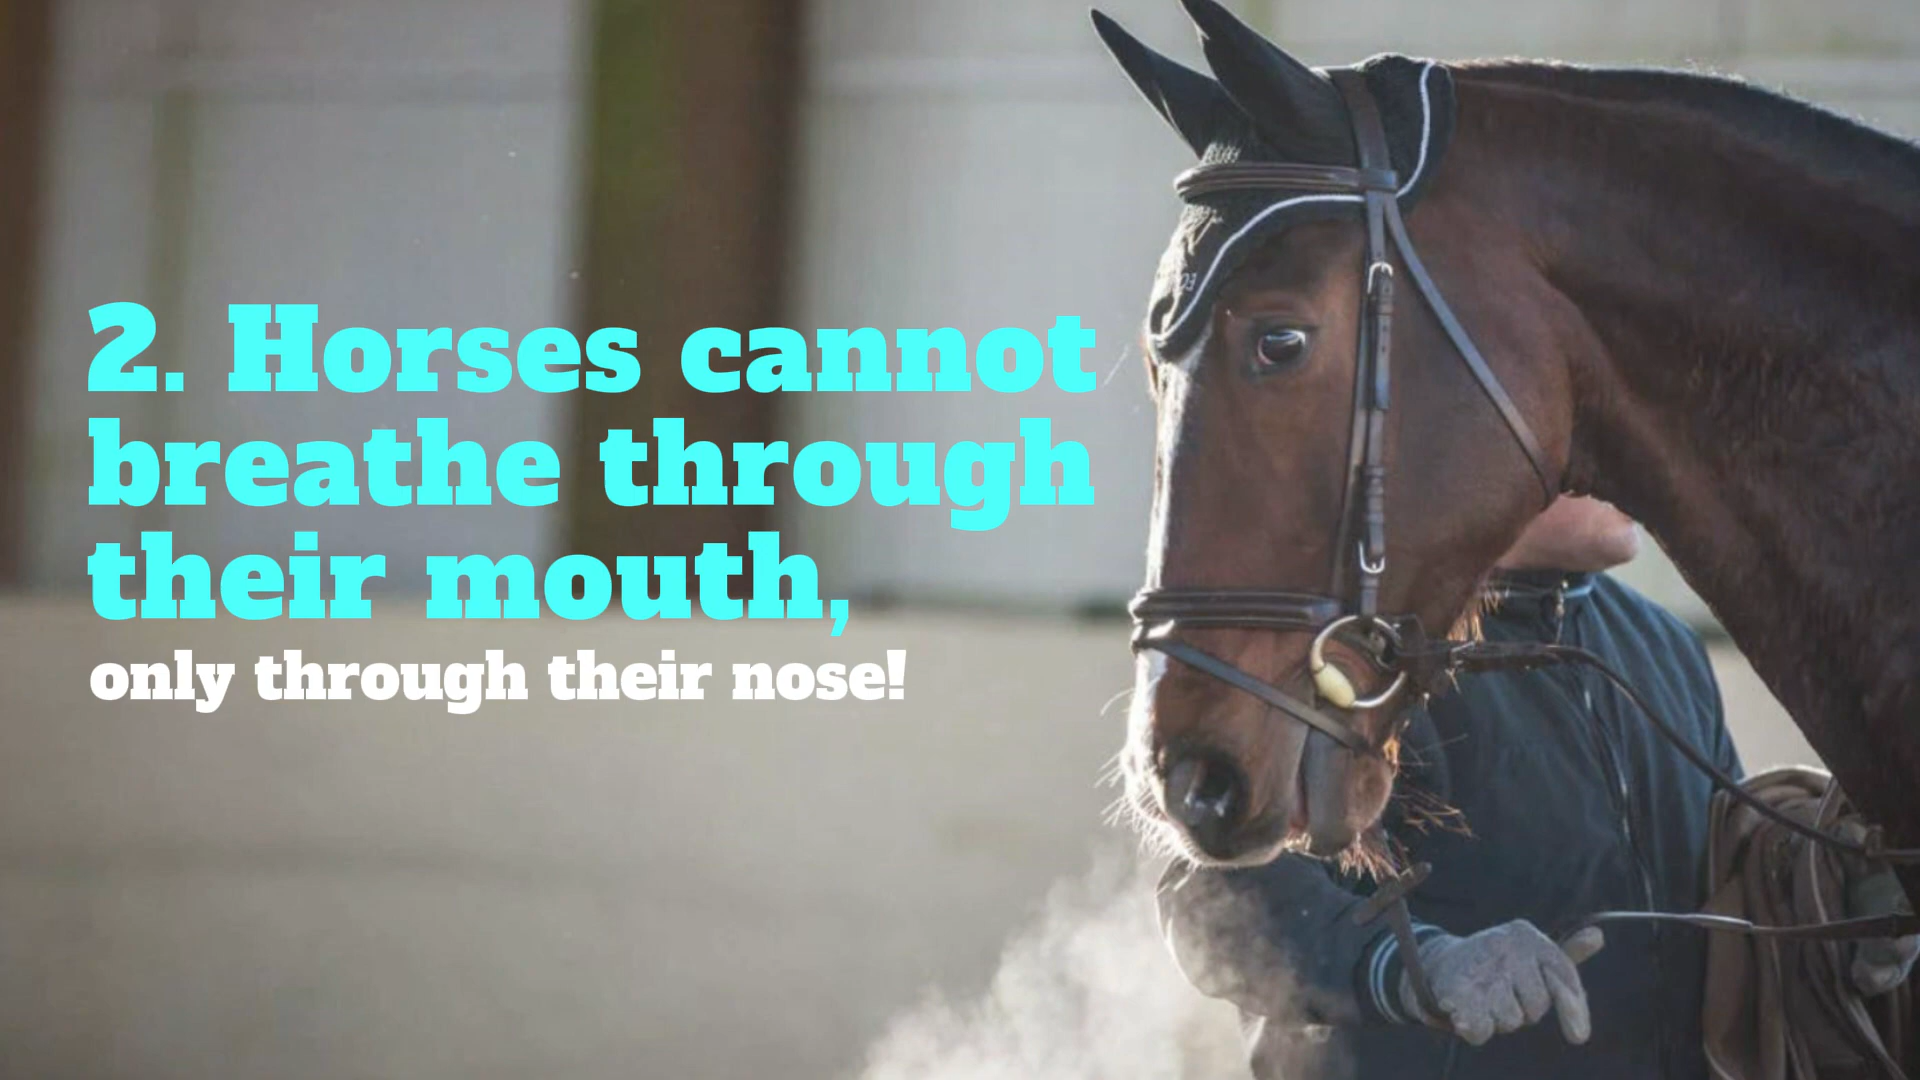 2. Horses cannot
breathe through
their mouth,
only through their nose!